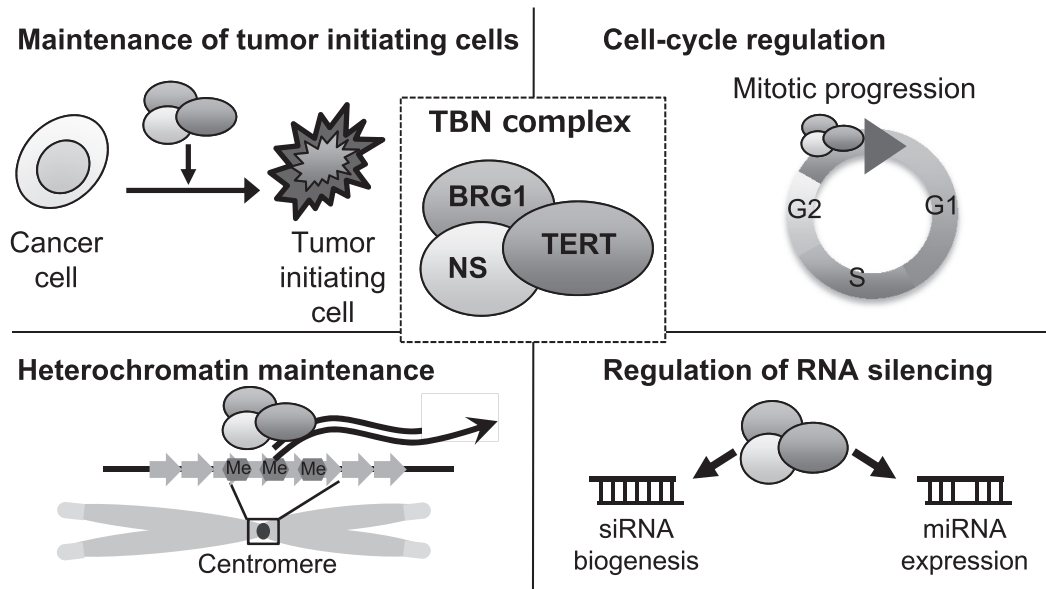 Maintenance of tumor initiating cells
Cancer
cell
Tumor
initiating
cell
TBN complex
BRG1
NS
TERT
Cell-cycle regulation
Mitotic progression
G2
G1
S
Heterochromatin maintenance
Me Me Me
Centromere
Regulation of RNA silencing
siRNA
biogenesis
miRNA
expression